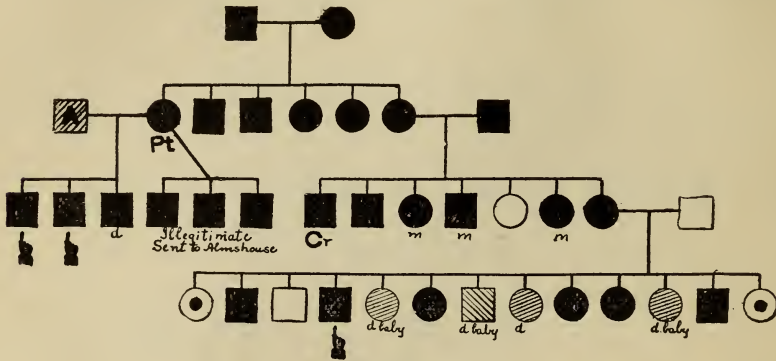 A
Pt
d
Illegitimate
Sent to Almshouse
Cr
m
m
m
d. baby
d. baby
d
d. baby